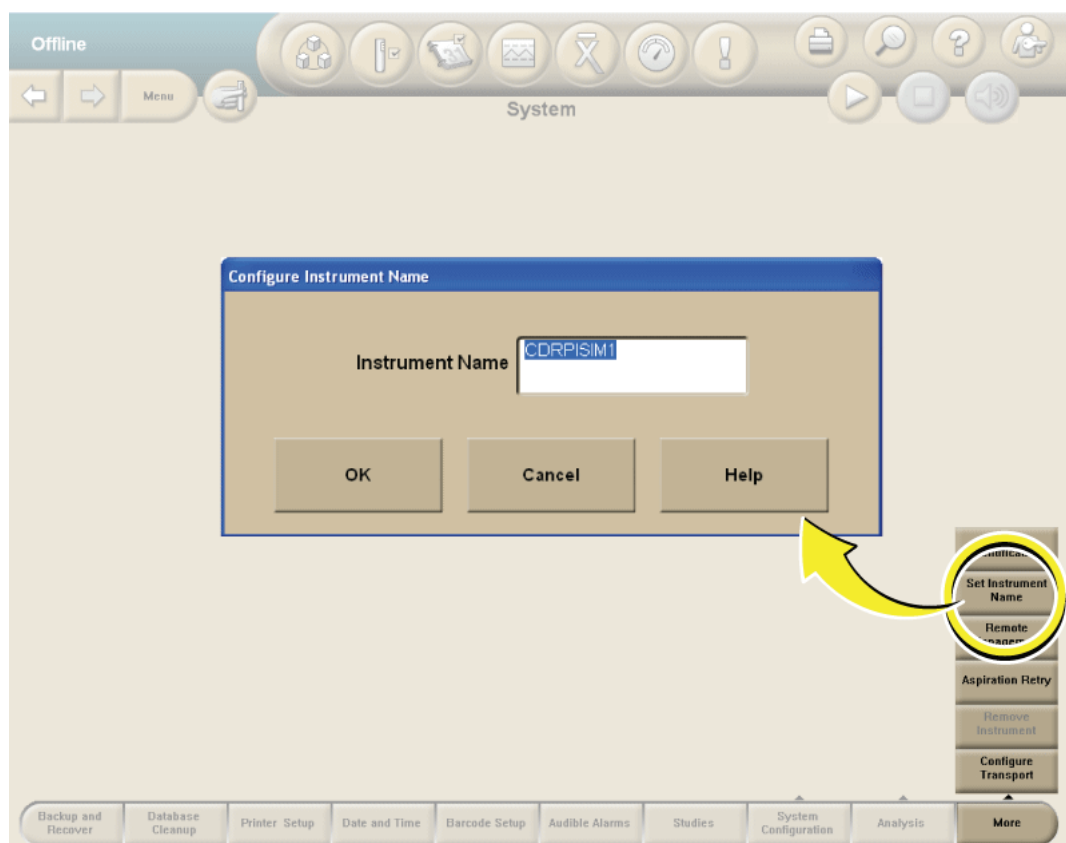 Offline
31
X
?
Menu
System
Configure Instrument Name
Instrument Name
CDRPISIM1
OK
Cancel
Help
Set Instrument
Name
Remote
Aspiration Retry
Remove
Instrument
Configure
Transport
Backup and
Recover
Database
Cleanup
Printer Setup
Date and Time
Barcode Setup
Audible Alarms
Studies
System
Configuration
Analysis
More